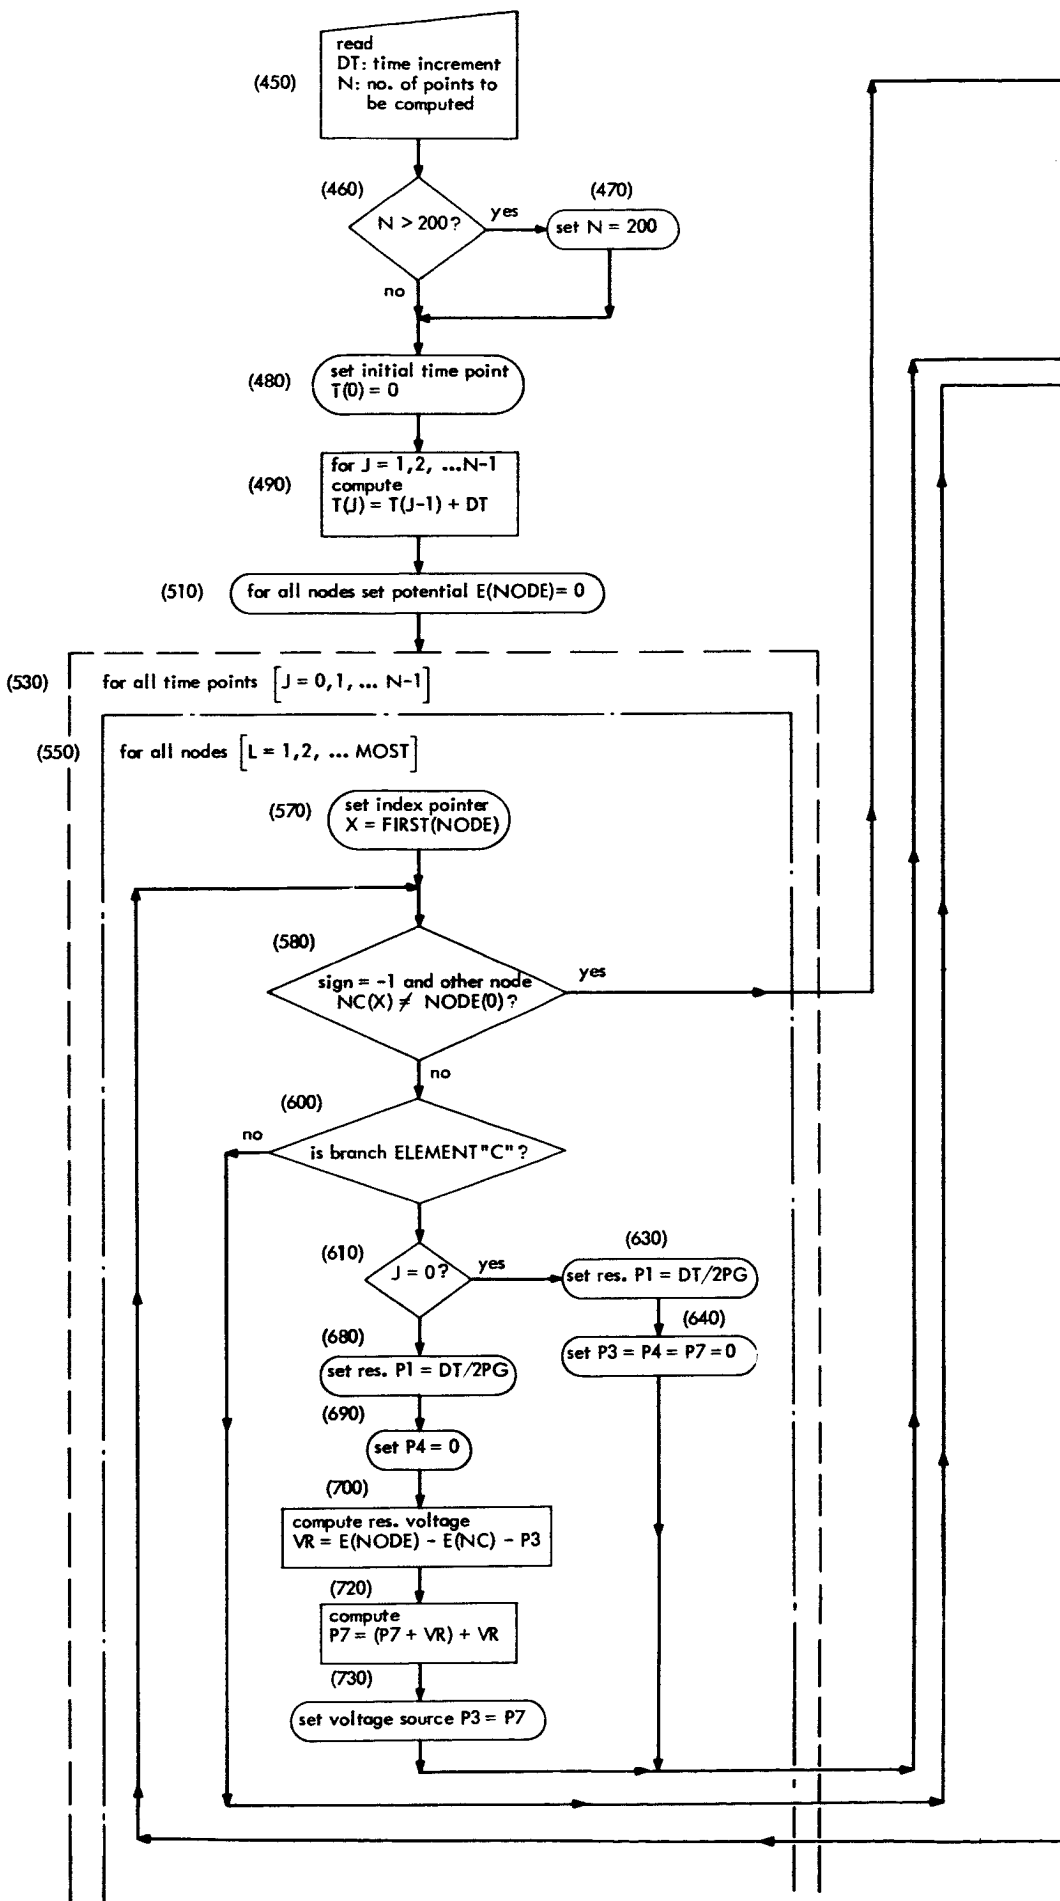 read
DT: time increment
(450)
N: no. of points to
be computed
(460)
N > 200?
yes
(470)
set N = 200
no
(480)
set initial time point
T(0) = 0
(490)
for J = 1,2, ...N-1
compute
T(J) = T(J-1) + DT
(510)
for all nodes set potential E(NODE)= 0
(530)
for all time points [J = 0,1, ... N-1]
(550)
for all nodes [L = 1,2, ... MOST]
(570)
set index pointer
X = FIRST(NODE)
(580)
sign = -1 and other node
NC(X) ≠ NODE(0)?
yes
no
(600)
no
is branch ELEMENT "C" ?
(610)
J = 0?
yes
(630)
set res. P1 = DT/2PG
(640)
set P3 = P4 = P7 = 0
(680)
set res. P1 = DT/2PG
(690)
set P4 = 0
(700)
compute res. voltage
VR = E(NODE) - E(NC) - P3
(720)
compute
P7 = (P7 + VR) + VR
(730)
set voltage source P3 = P7